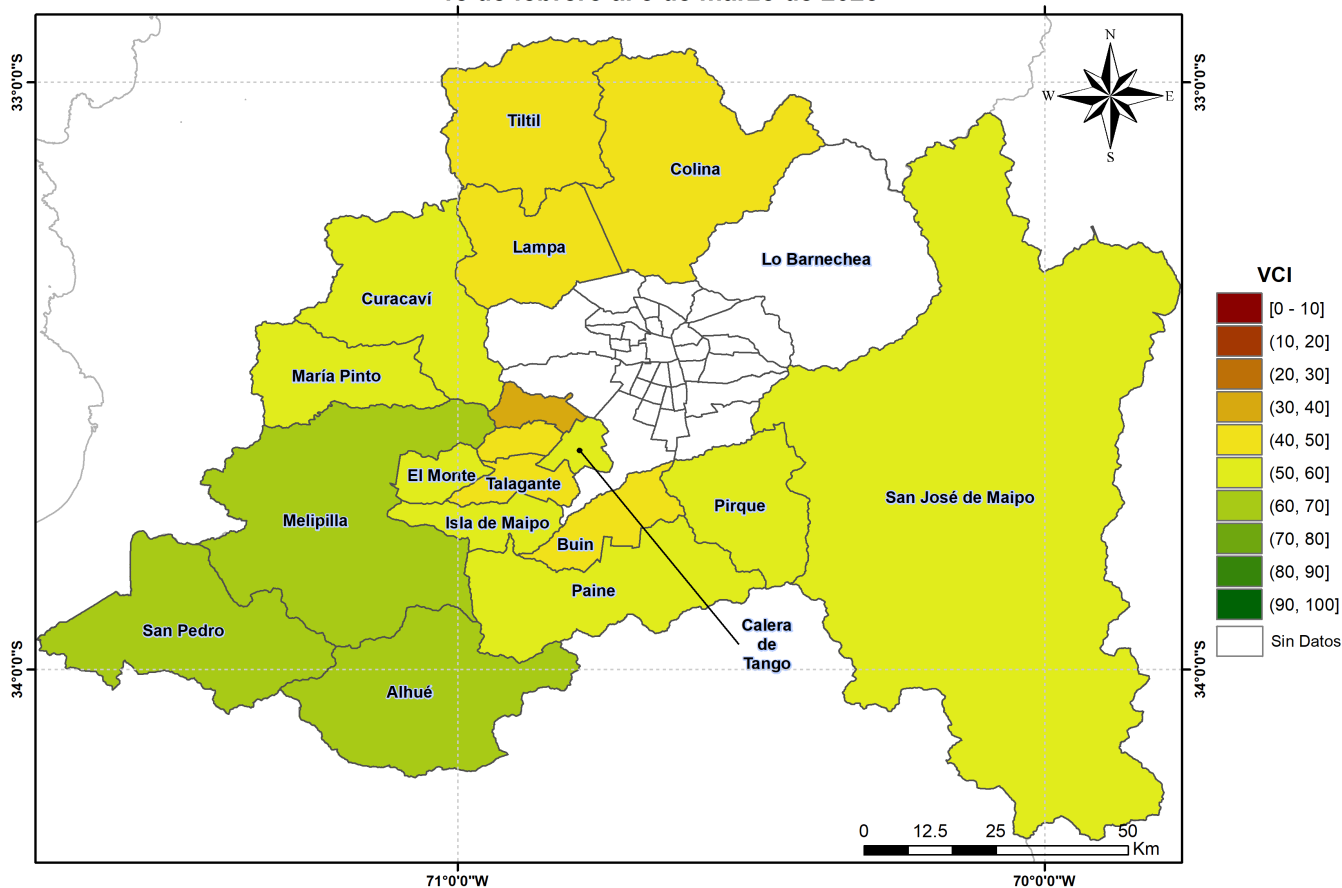 N
W
E
S
33°0'0"S
33°0'0"S
Tiltil
Colina
Lampa
Lo Barnechea
Curacaví
María Pinto
El Monte
Talagante
Melipilla
Isla de Maipo
Pirque
San José de Maipo
Buin
Paine
San Pedro
Calera
de
Tango
Alhué
34°0'0"S
34°0'0"S
VCI
[0 - 10]
(10, 20]
(20, 30]
(30, 40]
(40, 50]
(50, 60]
(60, 70]
(70, 80]
(80, 90]
(90, 100]
Sin Datos
0 12.5 25 50
Km
71°0'0"W
70°0'0"W